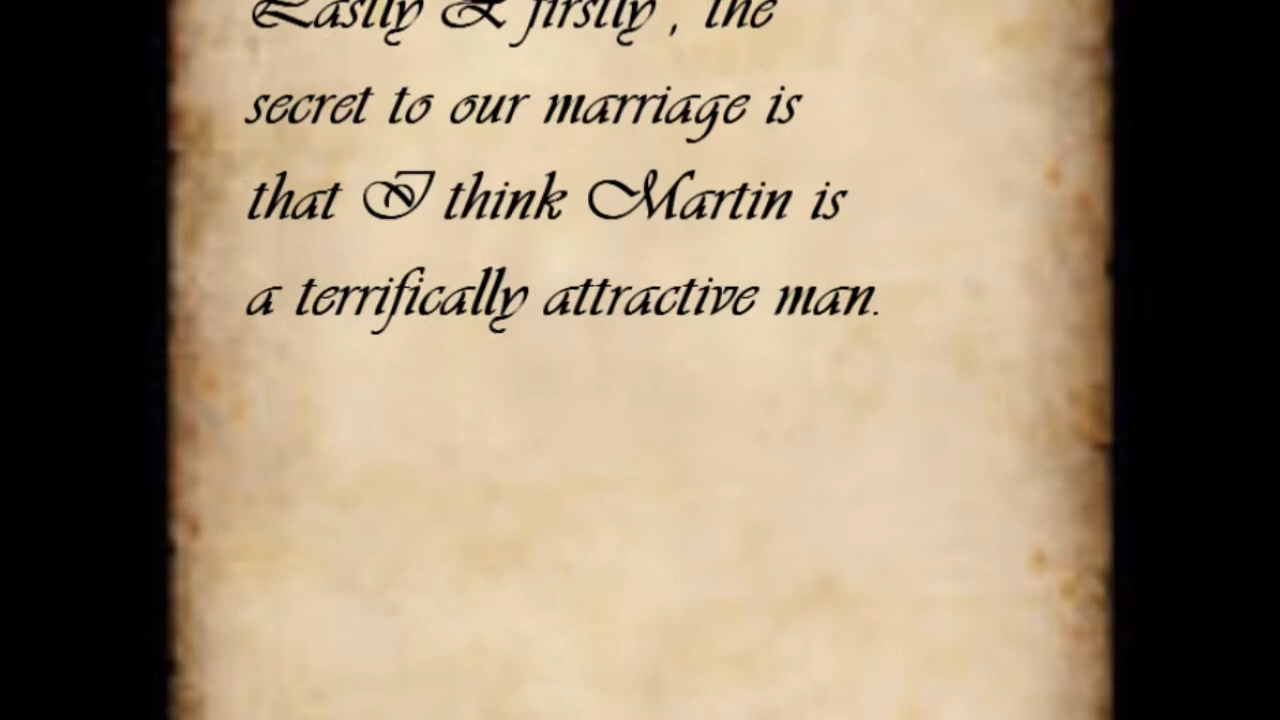 Lastly & firstly , the
secret to our marriage is
that I think Martin is
a terrifically attractive man.